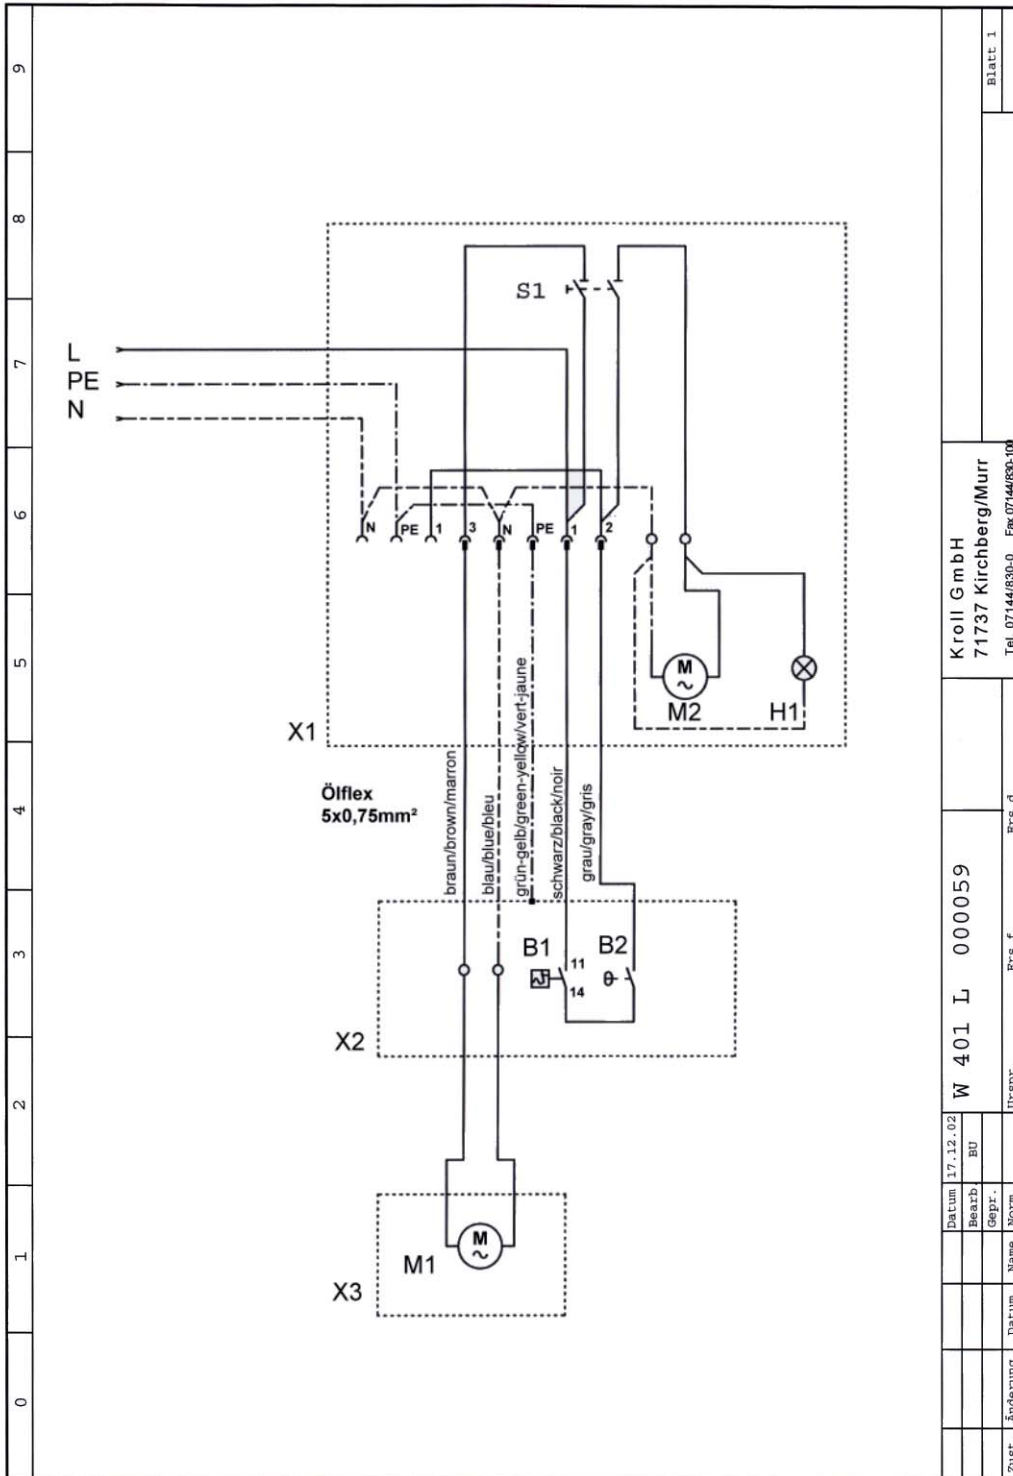 9
8
7
6
5
4
3
2
1
0
S1
L
PE
N
N
PE
1
3
N
PE
1
2
M
~
M2
H1
X1
Ölflex
5x0,75mm²
braun/brown/marron
blau/blue/bleu
grün-gelb/green-yellow/vert-jaune
schwarz/black/noir
grau/gray/gris
B1
11
14
B2
X2
M
~
M1
X3
Blatt 1
Kroll GmbH
71737 Kirchberg/Murr
Tel. 07144/830-0 Fax 07144/830-100
W 401 L 000059
Datum 17.12.02
Bearb. BU
Gepr.
Zust. Änderung Datum Name Norm Urspr. Ers. f. Ers. d.